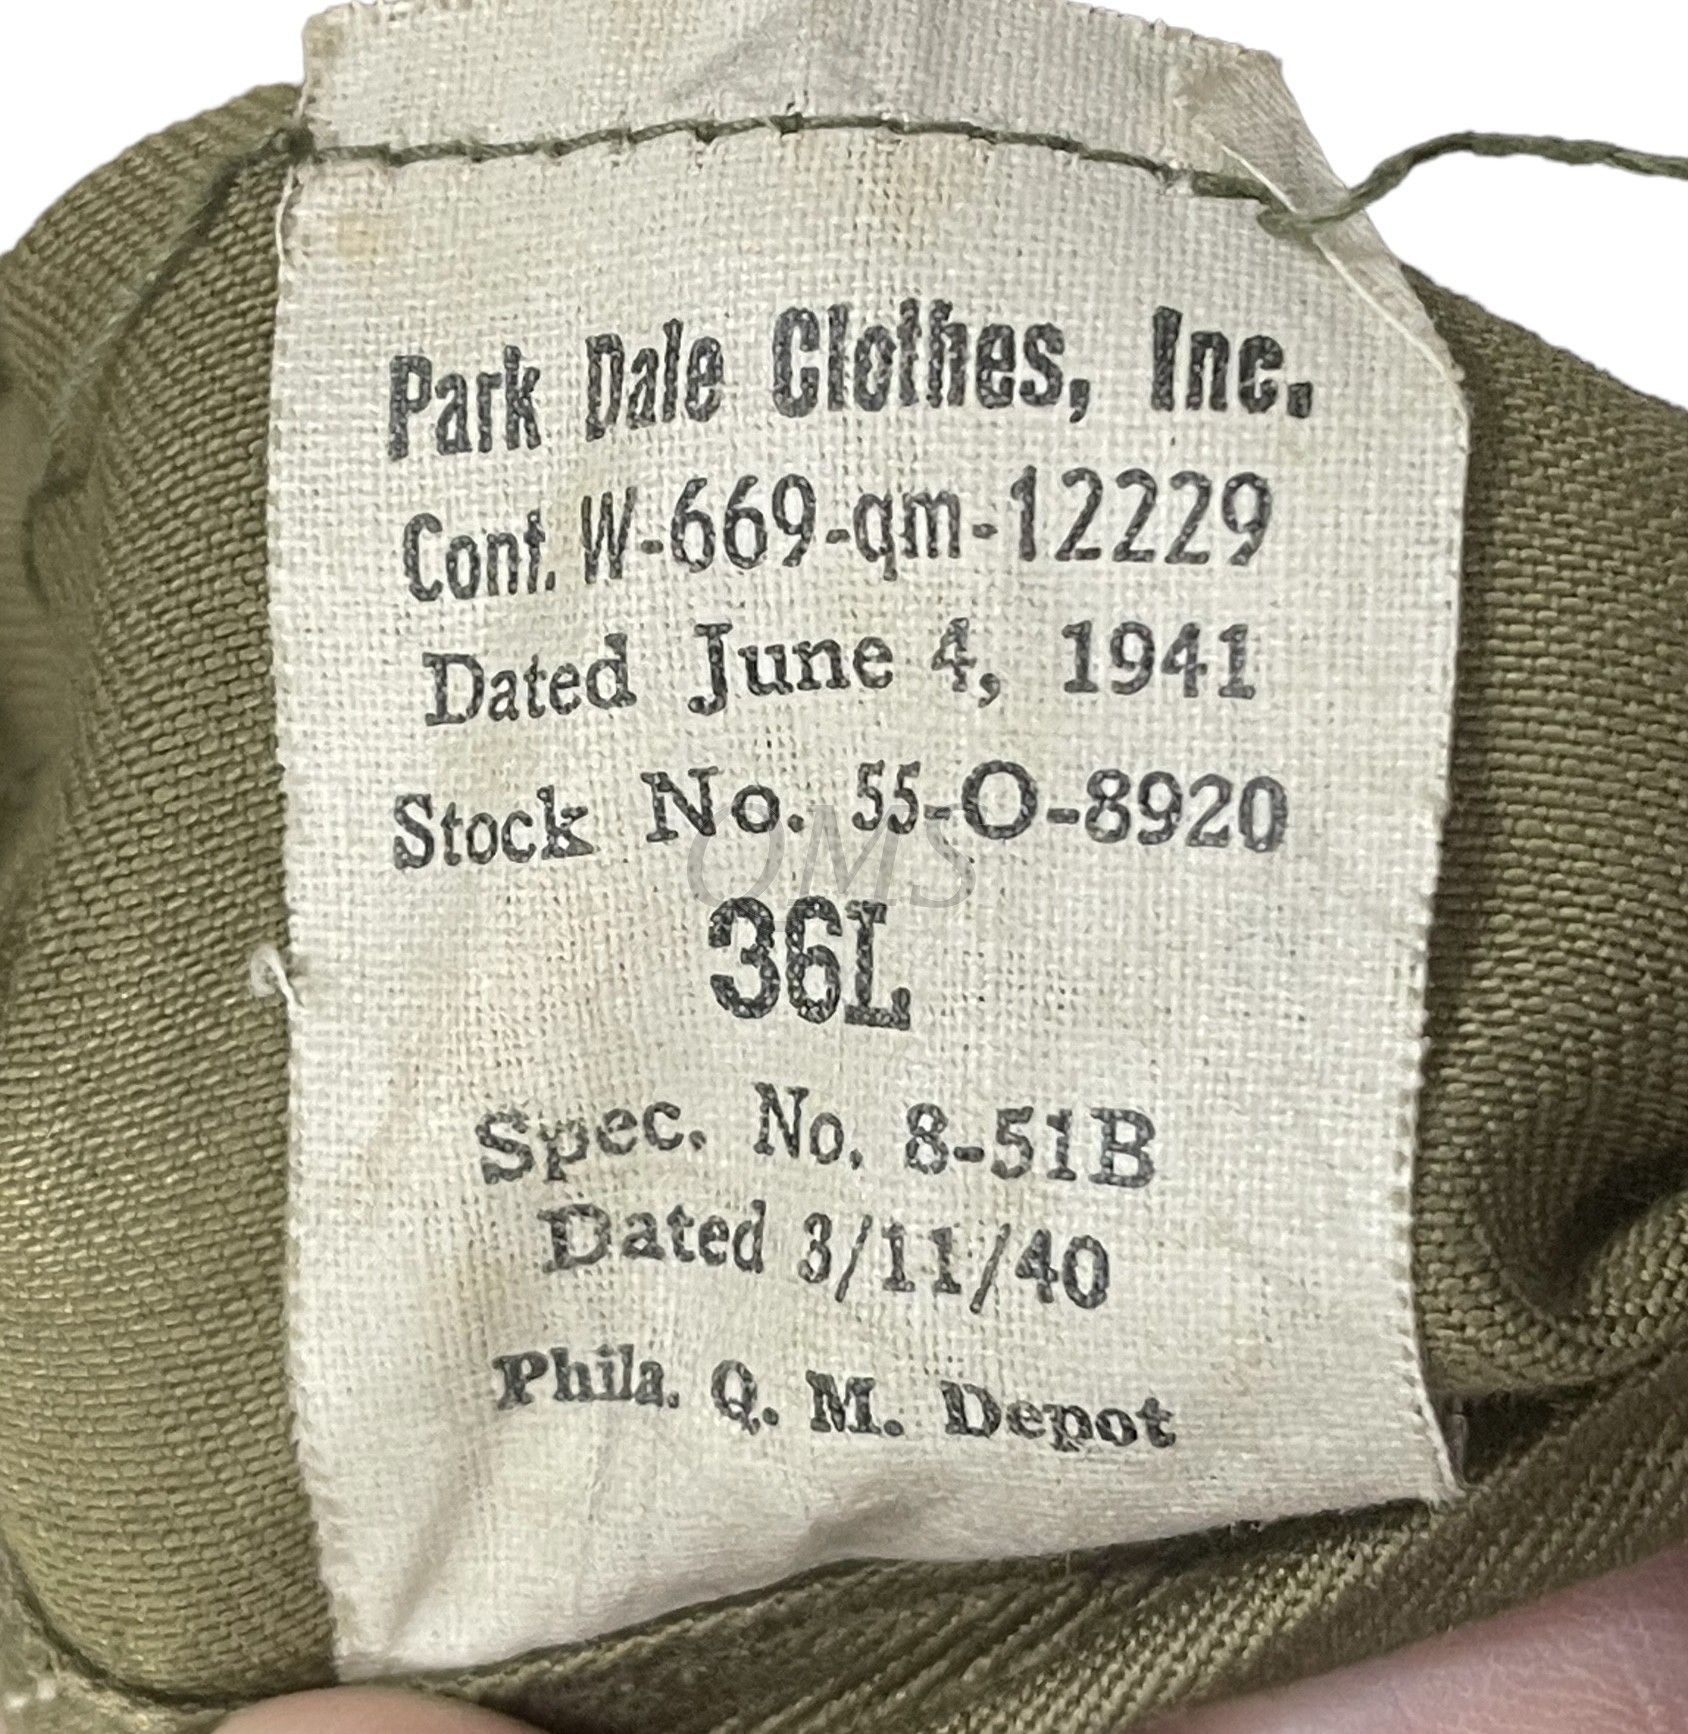 Park Dale Clothes, Inc.
Cont. W-669-qm-12229
Dated June 4, 1941
Stock No. 55-O-8920
QMS
36L
Spec. No. 8-51B
Dated 3/11/40
Phila. Q. M. Depot